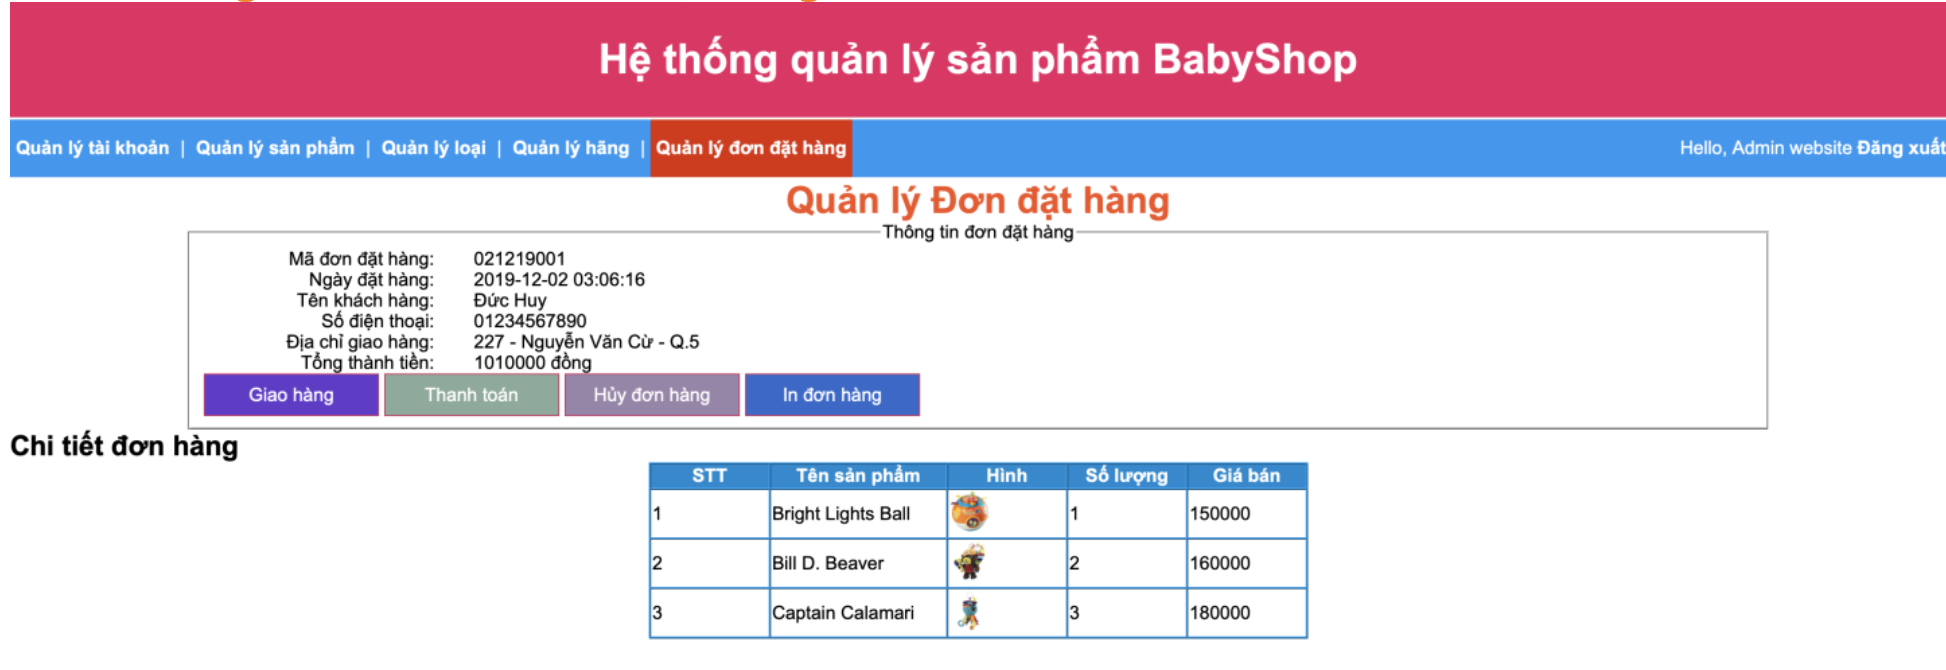 Hệ thống quản lý sản phẩm BabyShop
Quản lý tài khoản | Quản lý sản phẩm | Quản lý loại | Quản lý hãng | Quản lý đơn đặt hàng Hello, Admin website Đăng xuất
Quản lý Đơn đặt hàng
Thông tin đơn đặt hàng
Mã đơn đặt hàng: 021219001
Ngày đặt hàng: 2019-12-02 03:06:16
Tên khách hàng: Đức Huy
Số điện thoại: 01234567890
Địa chỉ giao hàng: 227 - Nguyễn Văn Cừ - Q.5
Tổng thành tiền: 1010000 đồng
Giao hàng Thanh toán Hủy đơn hàng In đơn hàng
Chi tiết đơn hàng
STT Tên sản phẩm Hình Số lượng Giá bán
1 Bright Lights Ball 1 150000
2 Bill D. Beaver 2 160000
3 Captain Calamari 3 180000